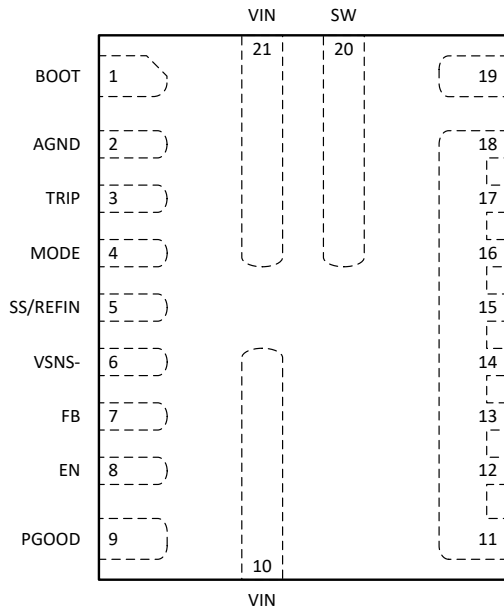 VIN SW
21 20
BOOT 1 19
AGND 2 18
TRIP 3 17
MODE 4 16
SS/REFIN 5 15
VSNS- 6 14
FB 7 13
EN 8 12
PGOOD 9 11
10
VIN